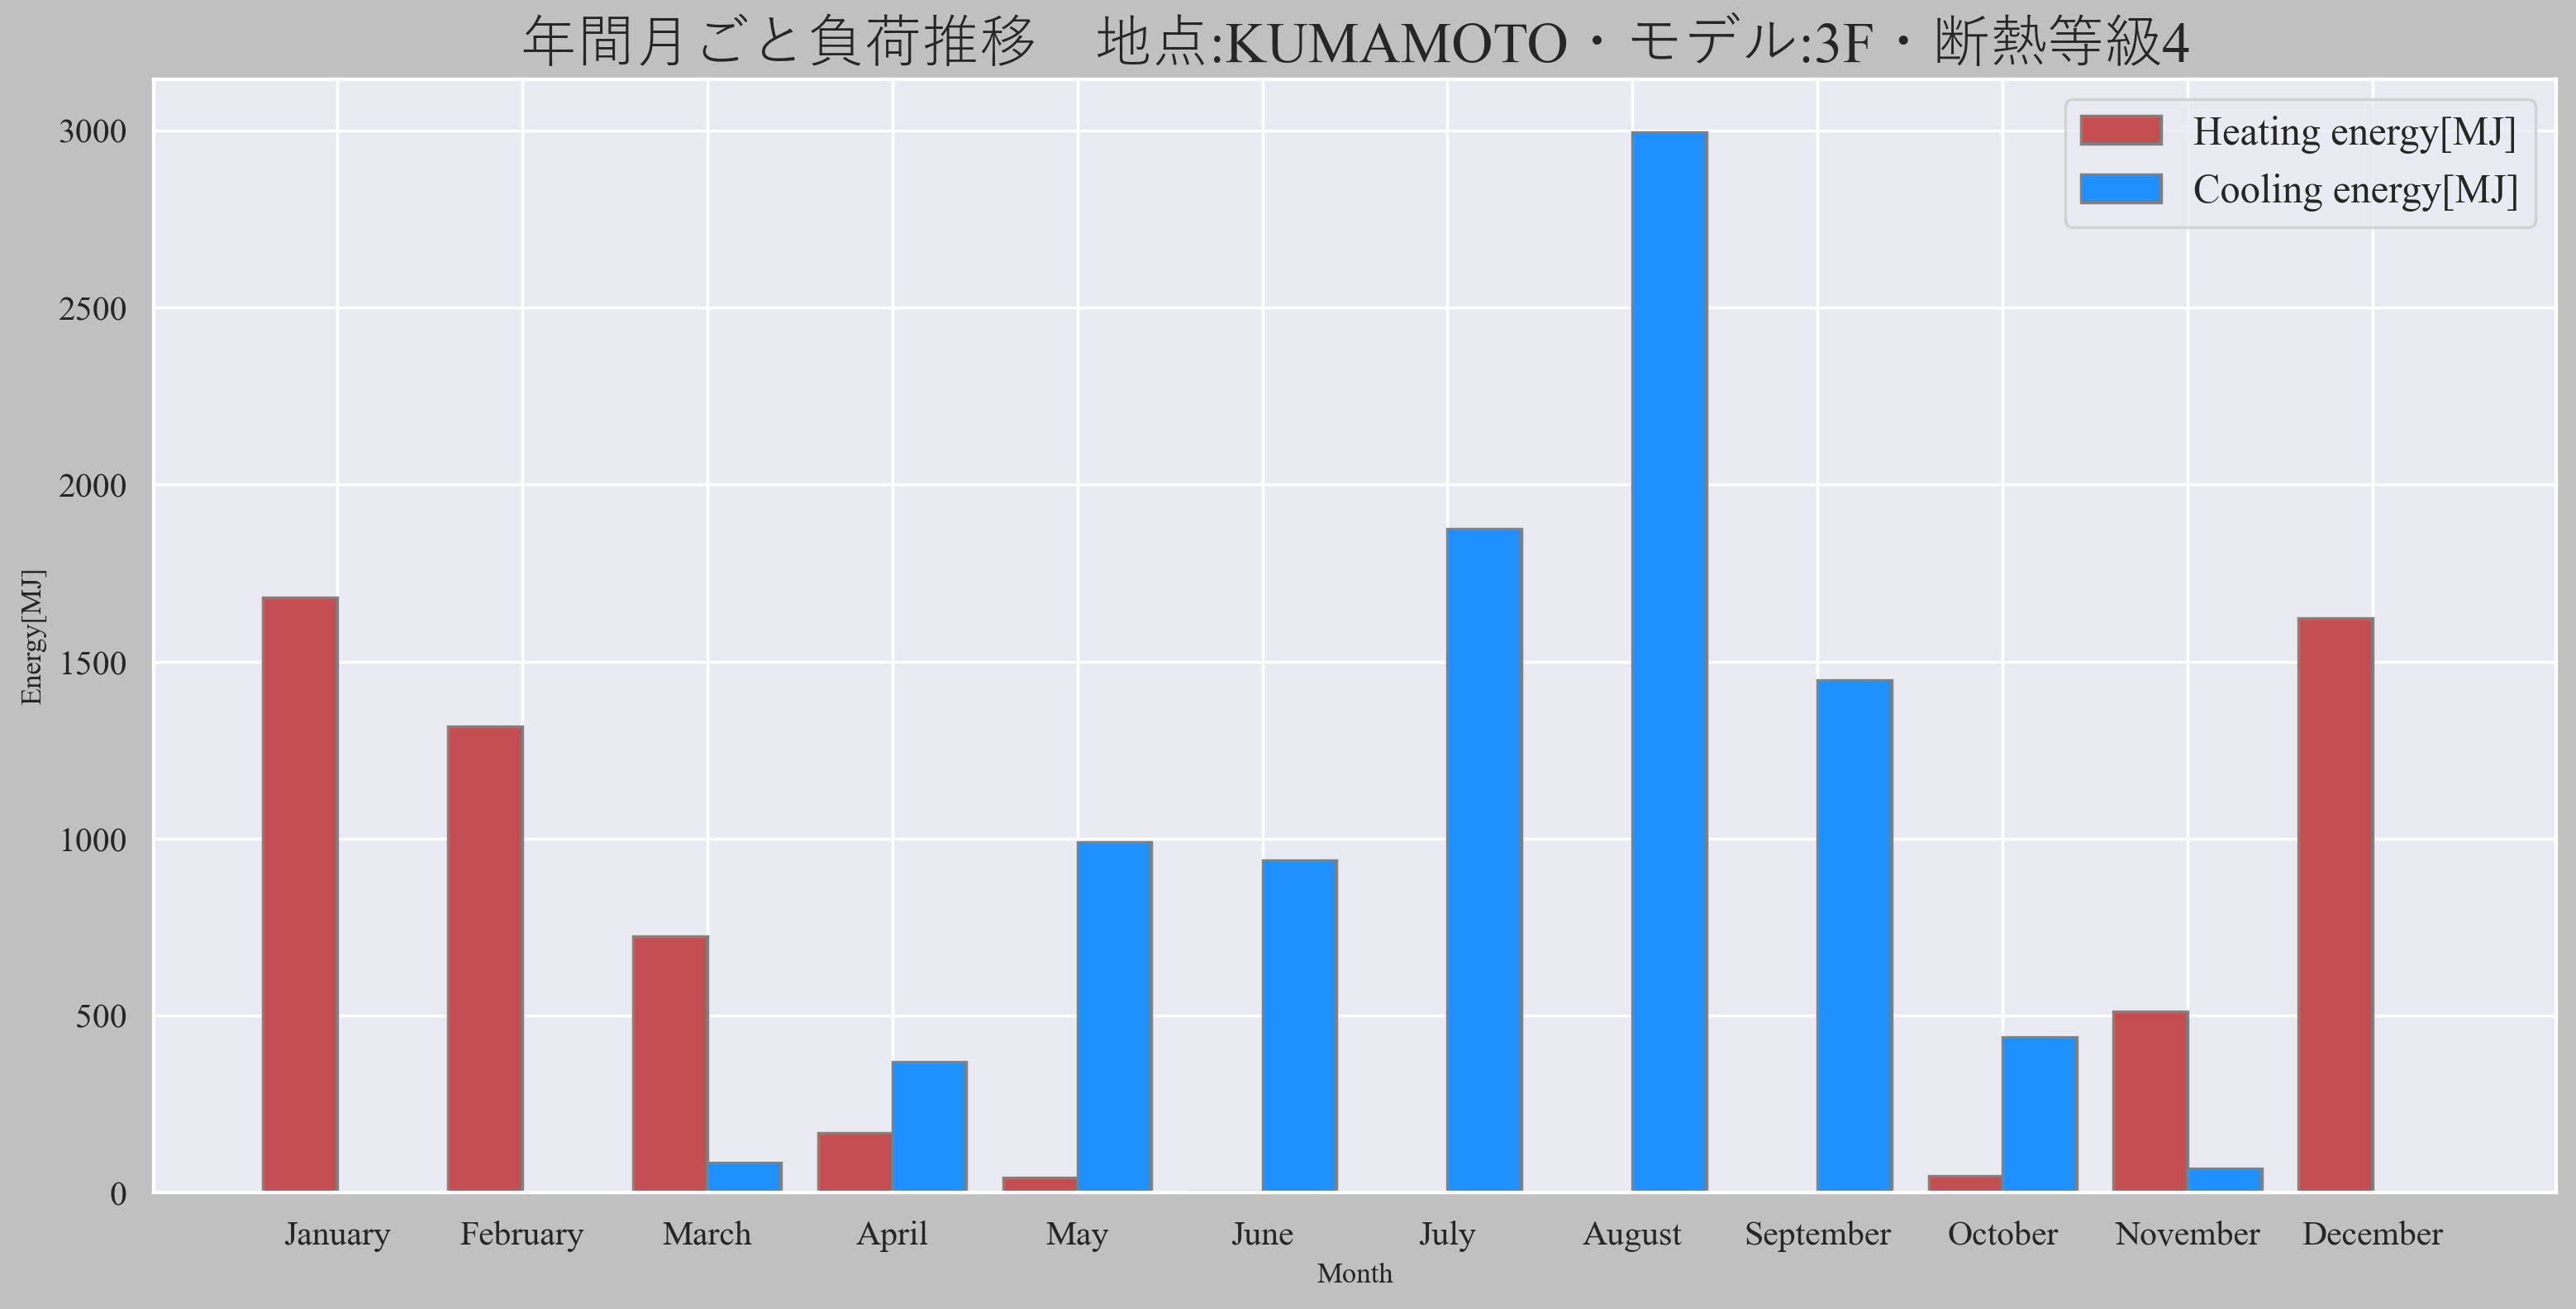 年間月ごと負荷推移　地点:KUMAMOTO・モデル:3F・断熱等級4
Heating energy[MJ]
Cooling energy[MJ]
Energy[MJ]
3000
2500
2000
1500
1000
500
0
January February March April May June July August September October November December
Month